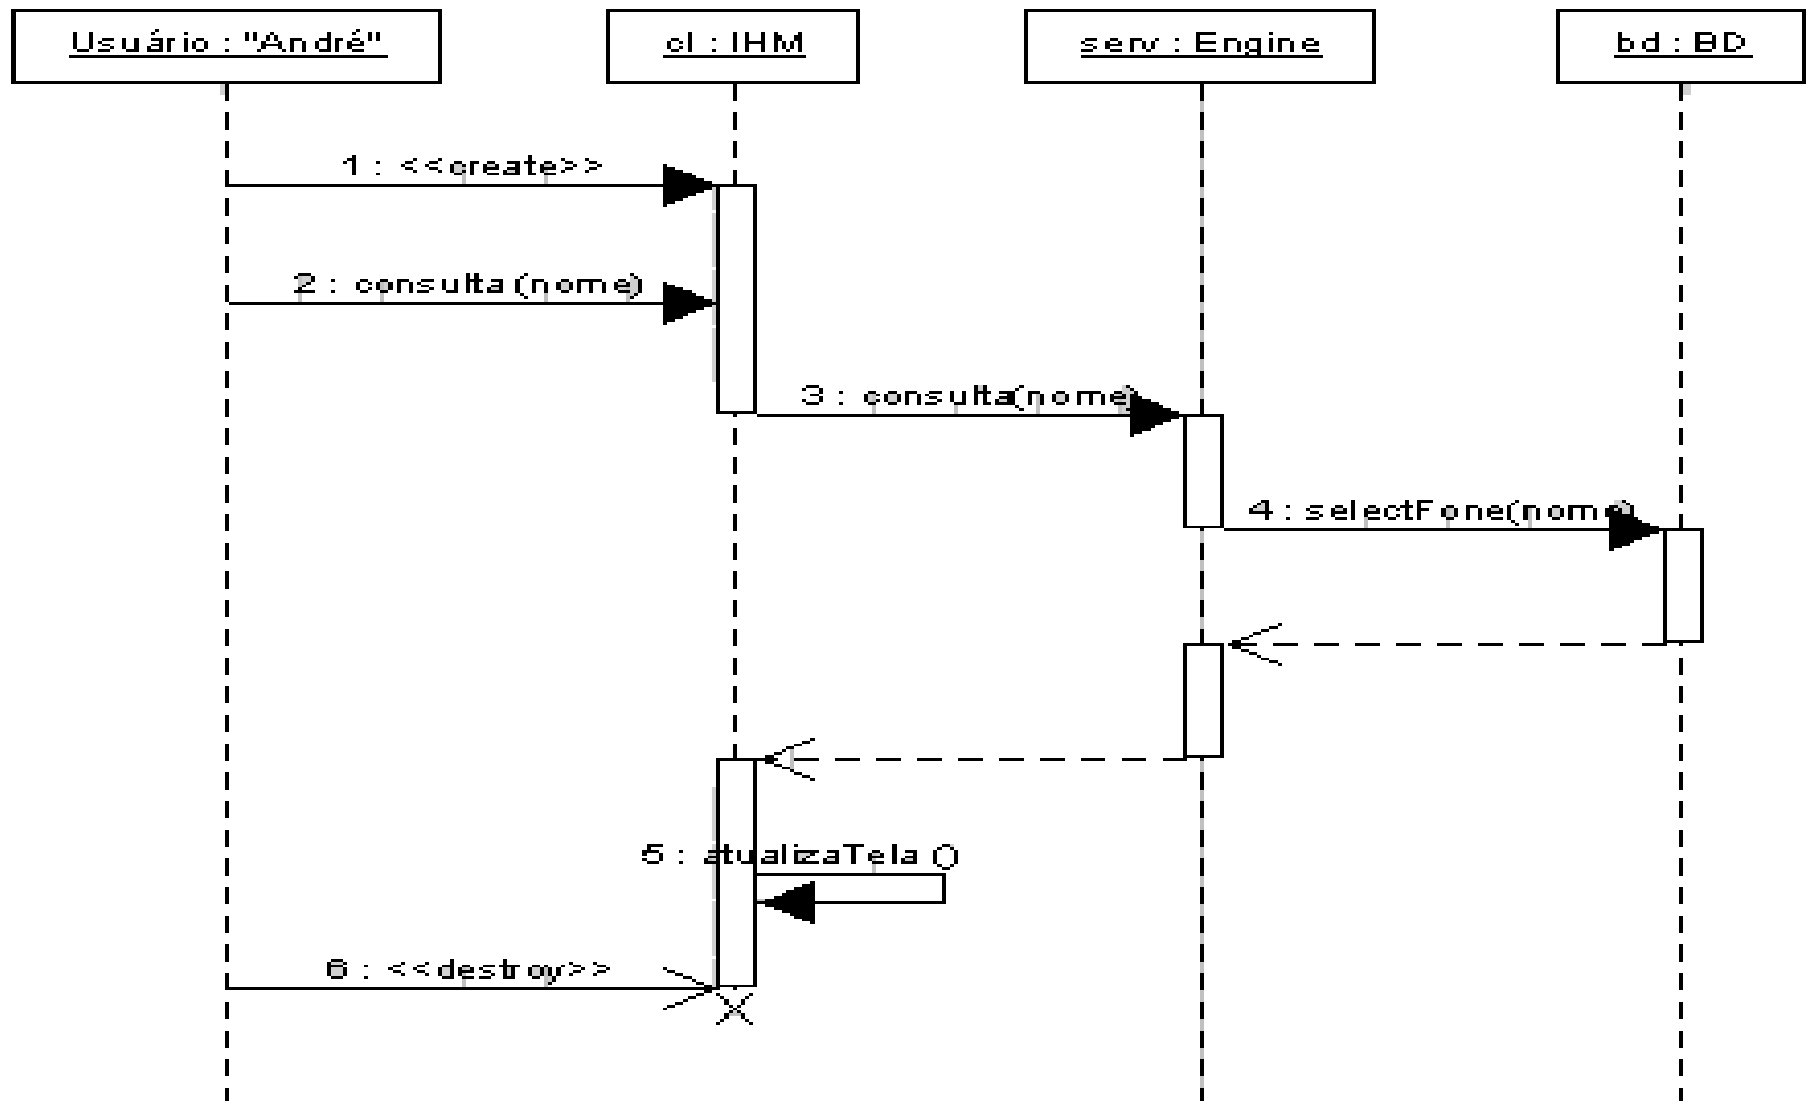 Usuário : "André"
cl : IHM
serv : Engine
bd : BD
1 : <<create>>
2 : consulta (nome)
3 : consulta(nome)
4 : selectFone(nome)
5 : atualizaTela ()
6 : <<destroy>>